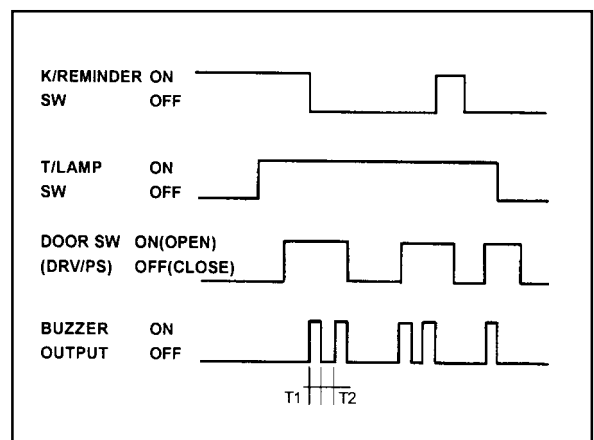 K/REMINDER ON
SW OFF
T/LAMP ON
SW OFF
DOOR SW ON(OPEN)
(DRV/PS) OFF(CLOSE)
BUZZER ON
OUTPUT OFF
T1 T2